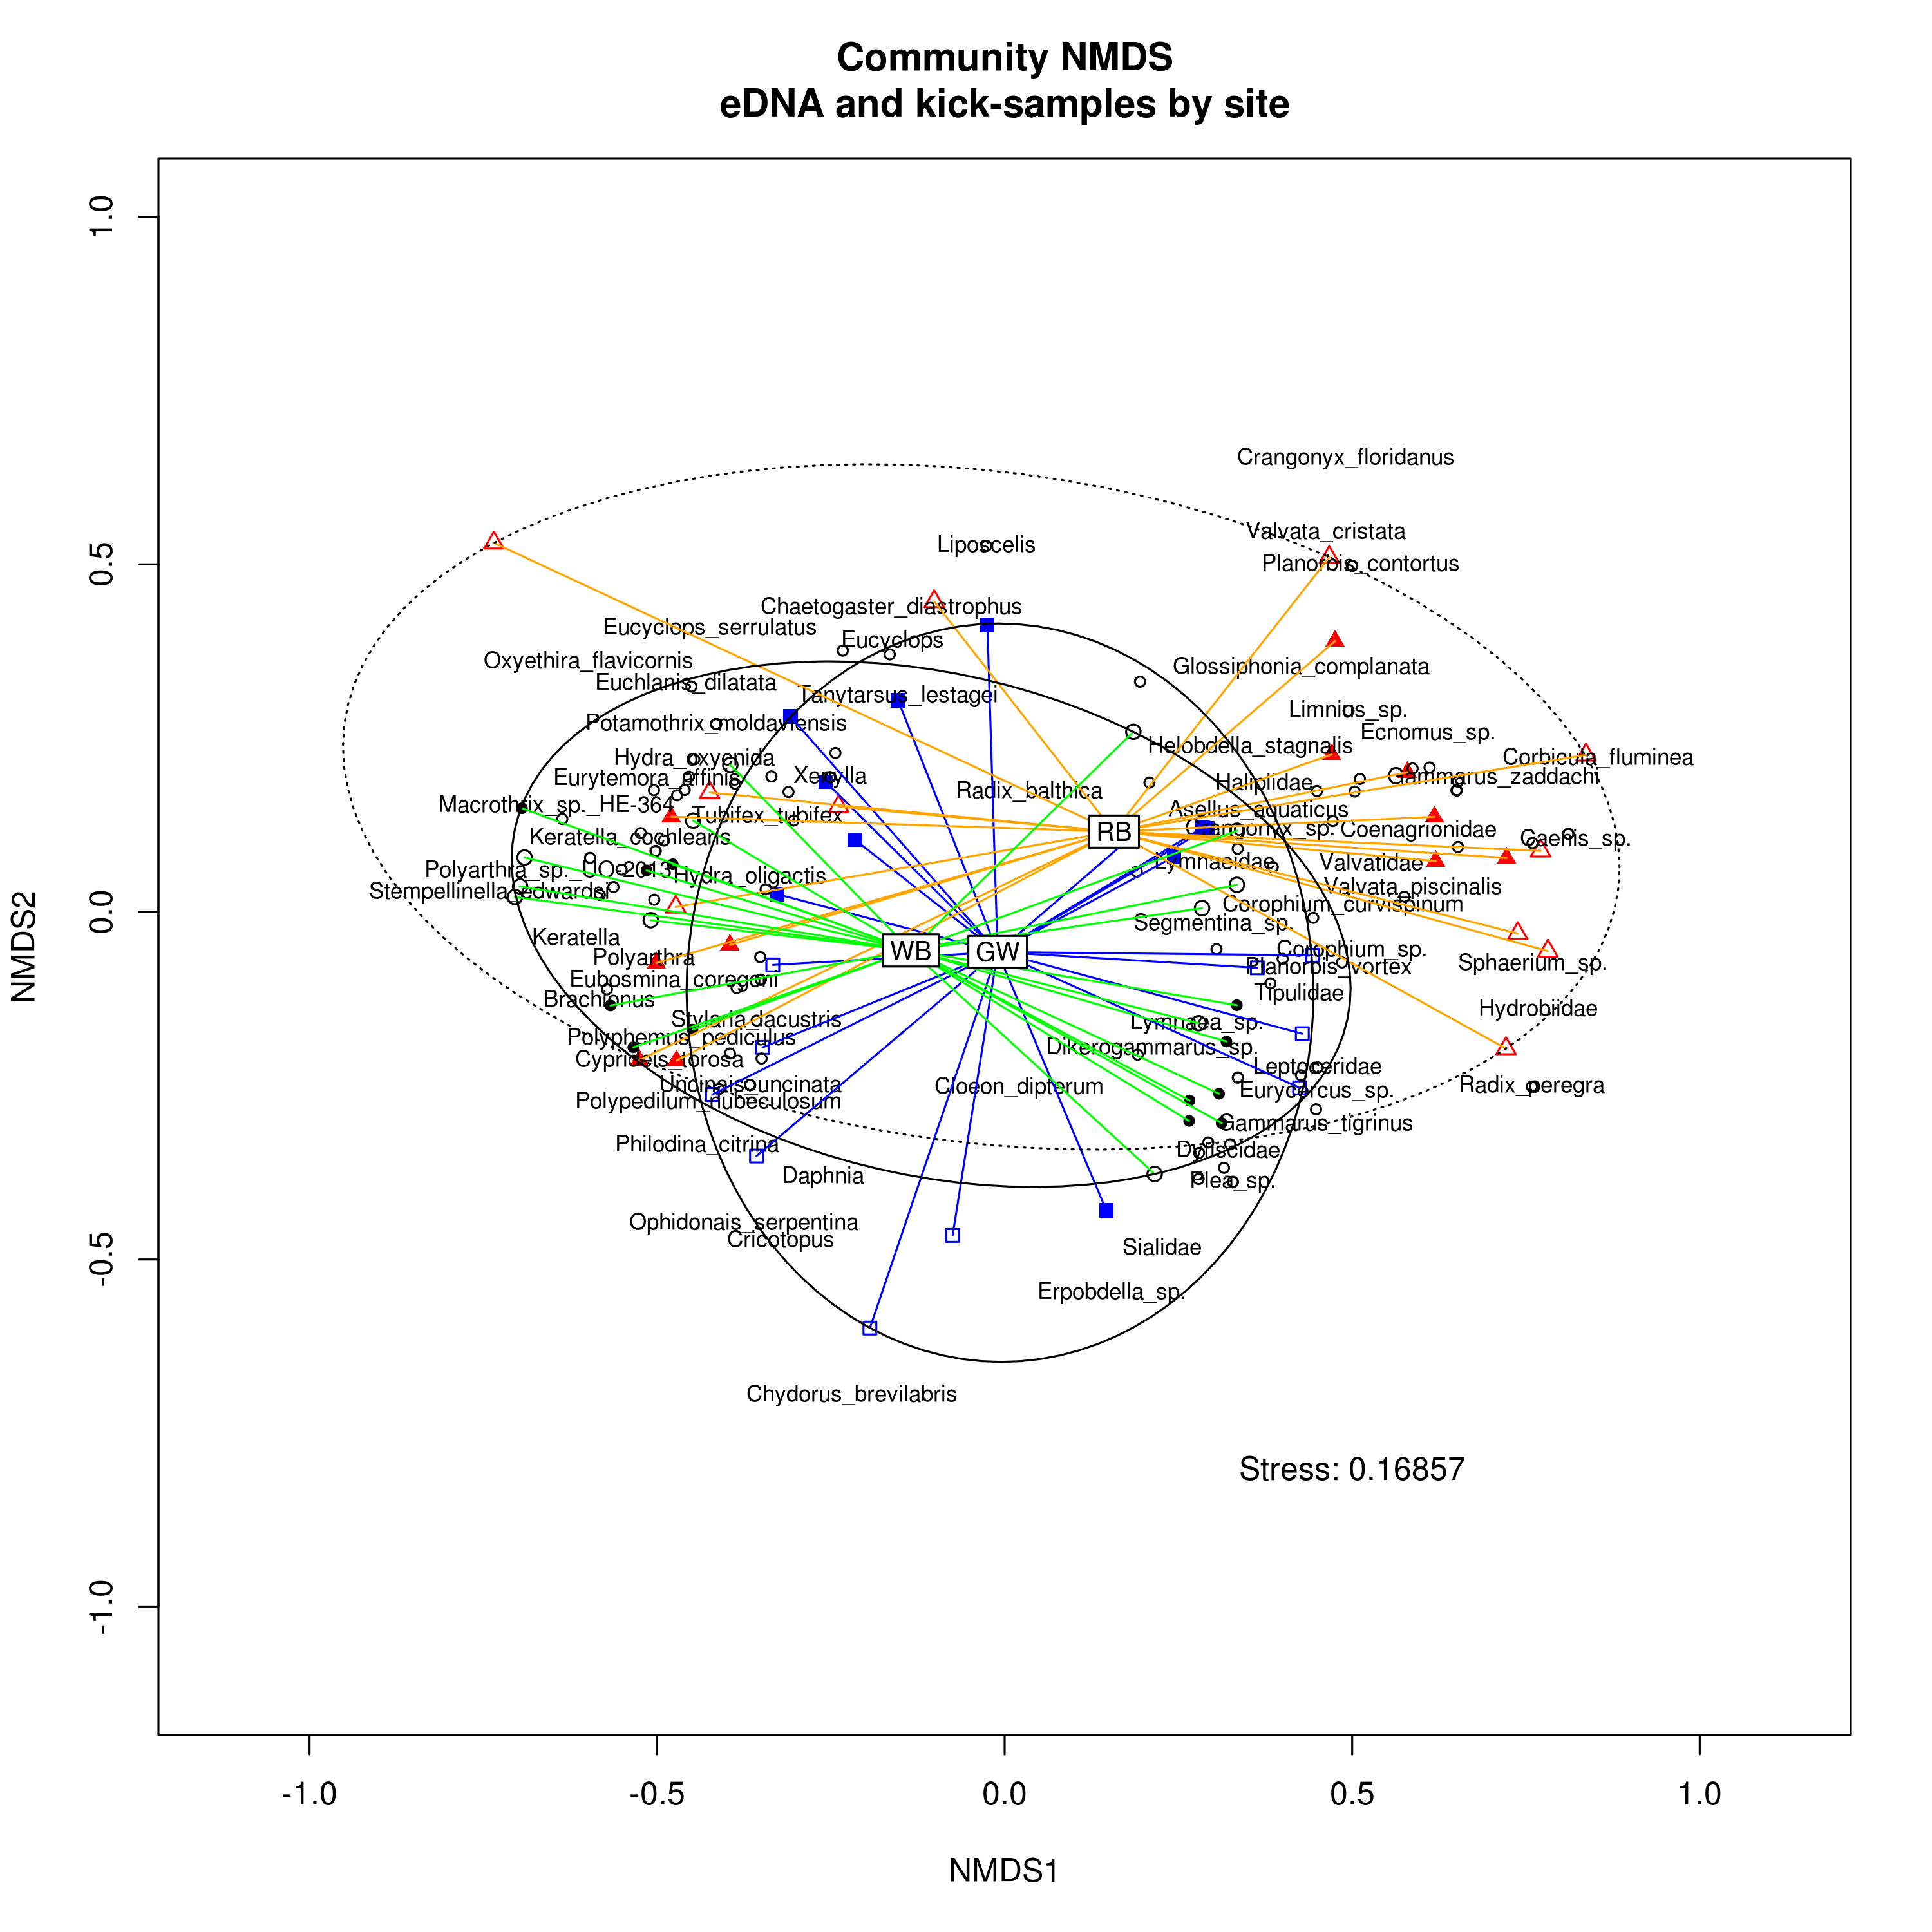 Community NMDS
eDNA and kick-samples by site
Crangonyx_floridanus
Valvata_cristata
Liposcelis
Planorbis_contortus
Chaetogaster_diastrophus
Eucyclops_serrulatus
Eucyclops
Oxyethira_flavicornis
Glossiphonia_complanata
Euchlanis_dilatata
Tanytarsus_lestagei
Limnius_sp.
Potamothrix_moldaviensis
Ecnomus_sp.
Helobdella_stagnalis
Hydra_oxycnida
Corbicula_fluminea
Eurytemora_affinis
Xenylla
Gammarus_zaddachi
Haliplidae
Radix_balthica
Macrothrix_sp._HE-364
Asellus_aquaticus
Tubifex_tubifex
Crangonyx_sp.
Coenagrionidae
RB
Keratella_cochlearis
Caenis_sp.
Lymnaeidae
Valvatidae
Polyarthra_sp._UO-2013
Hydra_oligactis
Valvata_piscinalis
Stempellinella_edwardsi
Corophium_curvispinum
Segmentina_sp.
Keratella
WB
GW
Corophium_sp.
Polyarthra
Sphaerium_sp.
Planorbis_vortex
Eubosmina_coregoni
Tipulidae
Brachionus
Hydrobiidae
Stylaria_lacustris
Lymnaea_sp.
Polyphemus_pediculus
Dikerogammarus_sp.
Cyprideis_torosa
Leptoceridae
Uncinais_uncinata
Cloeon_dipterum
Radix_peregra
Eurycercus_sp.
Polypedilum_nubeculosum
Gammarus_tigrinus
Philodina_citrina
Dytiscidae
Daphnia
Plea_sp.
Ophidonais_serpentina
Cricotopus
Sialidae
Erpobdella_sp.
Chydorus_brevilabris
Stress: 0.16857
1.0
0.5
0.0
-0.5
-1.0
NMDS2
-1.0
-0.5
0.0
0.5
1.0
NMDS1